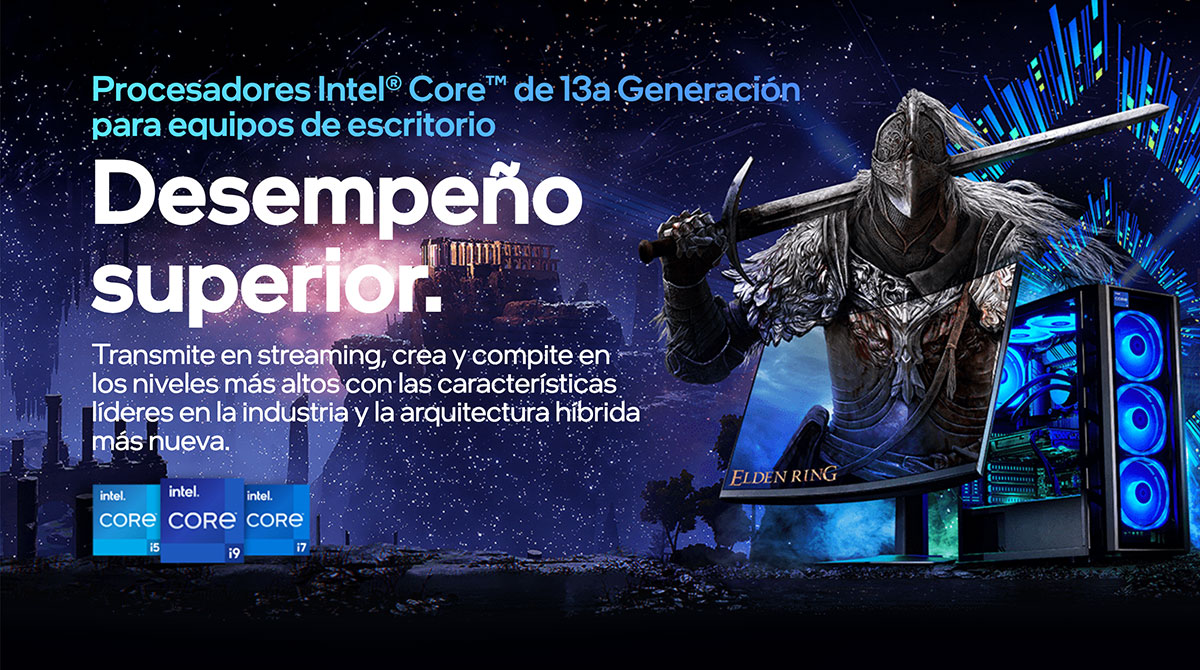 Procesadores Intel® Core™ de 13a Generación
para equipos de escritorio
Desempeño
superior.
Transmite en streaming, crea y compite en
los niveles más altos con las características
líderes en la industria y la arquitectura híbrida
más nueva.
intel.
CORE
i5
intel.
CORE
i9
intel.
CORE
i7
ELDEN RING